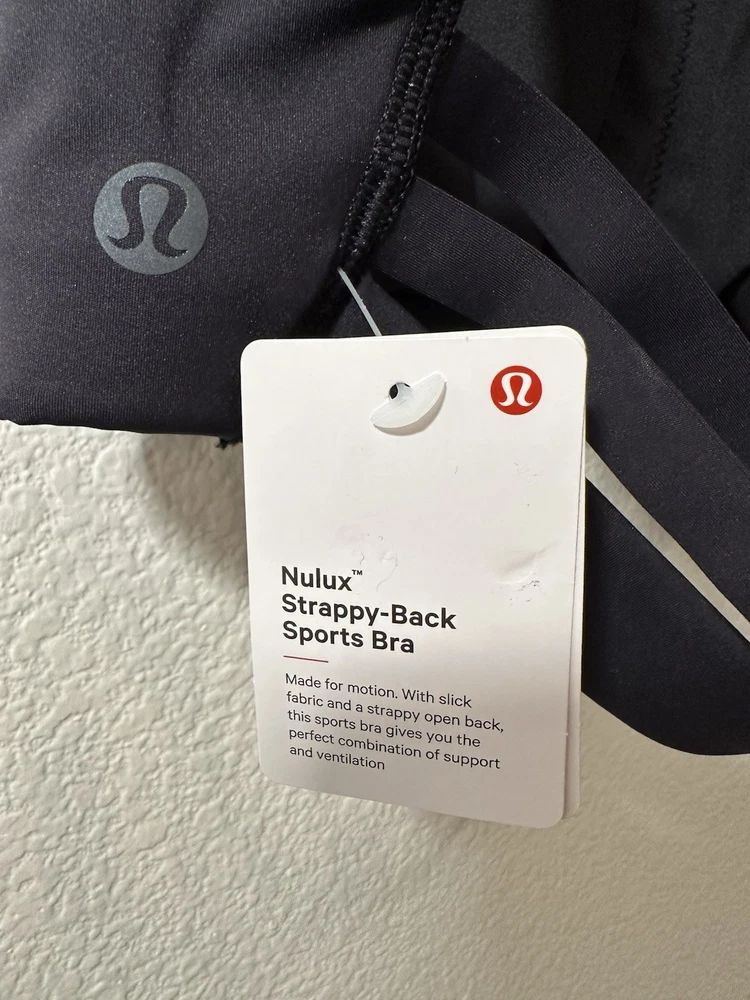 Nulux™
Strappy-Back
Sports Bra
Made for motion. With slick
fabric and a strappy open back,
this sports bra gives you the
perfect combination of support
and ventilation